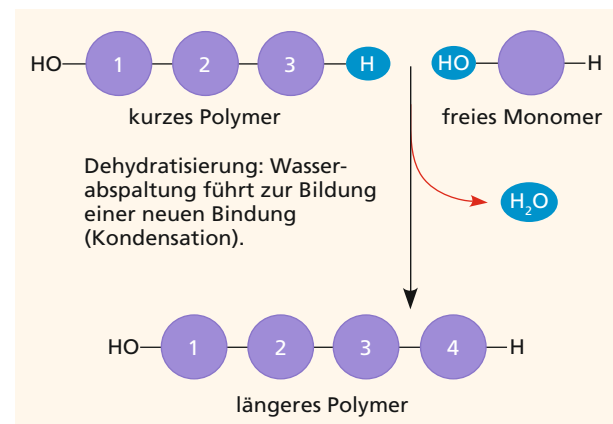 HO 1 2 3 H HO H
kurzes Polymer freies Monomer
Dehydratisierung: Wasser-
abspaltung führt zur Bildung
einer neuen Bindung
(Kondensation).
H₂O
HO 1 2 3 4 H
längeres Polymer